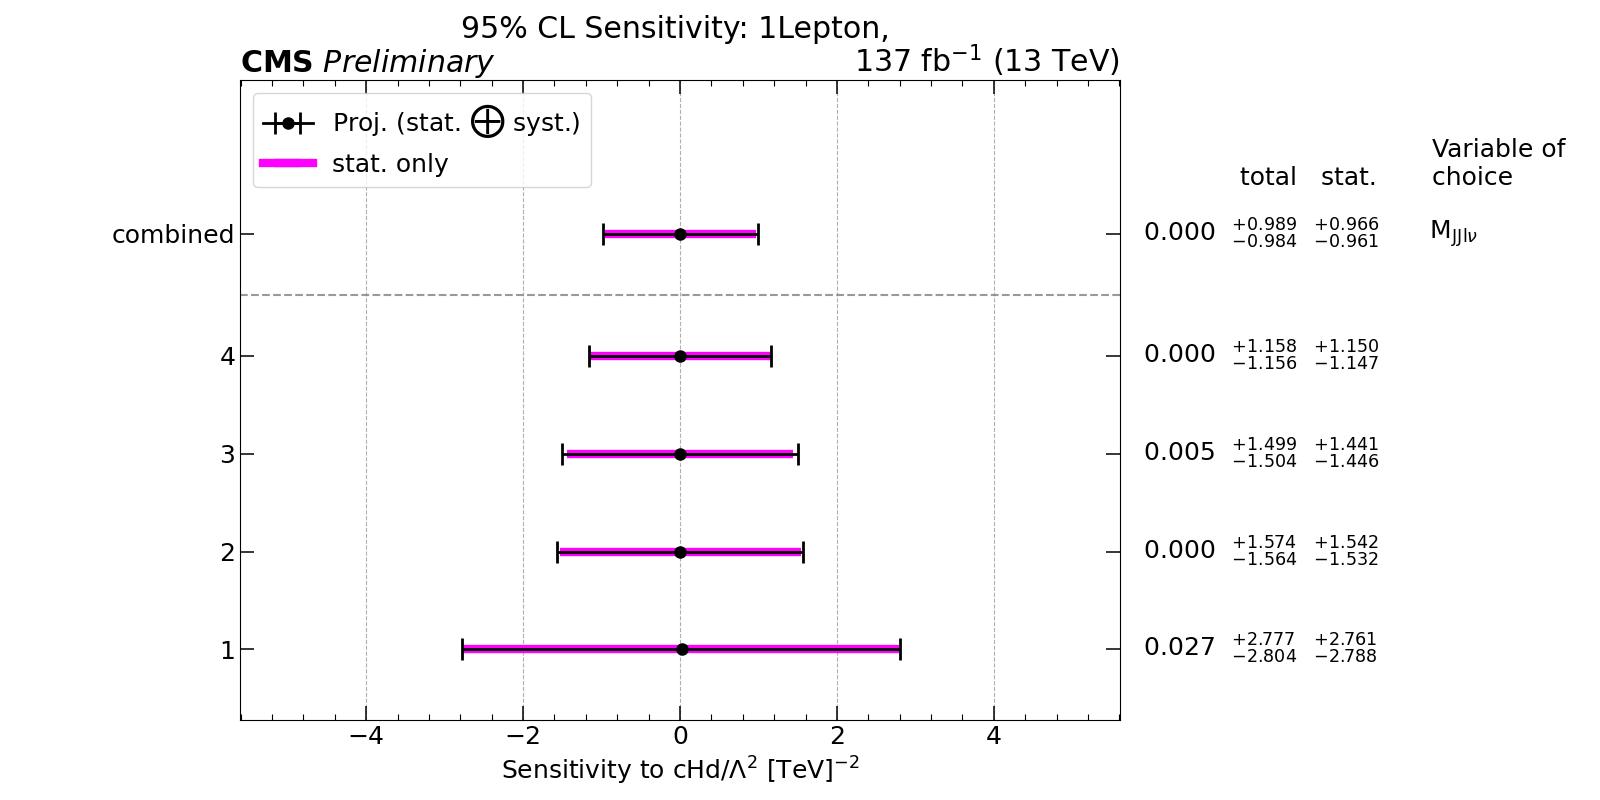 95% CL Sensitivity: 1Lepton,
CMS Preliminary 137 fb⁻¹ (13 TeV)
Proj. (stat. ⊕ syst.)
stat. only
Variable of
total stat. choice
combined 0.000 +0.989 −0.984 +0.966 −0.961 M_JJlν
4 0.000 +1.158 −1.156 +1.150 −1.147
3 0.005 +1.499 −1.504 +1.441 −1.446
2 0.000 +1.574 −1.564 +1.542 −1.532
1 0.027 +2.777 −2.804 +2.761 −2.788
−4 −2 0 2 4
Sensitivity to cHd/Λ² [TeV]⁻²